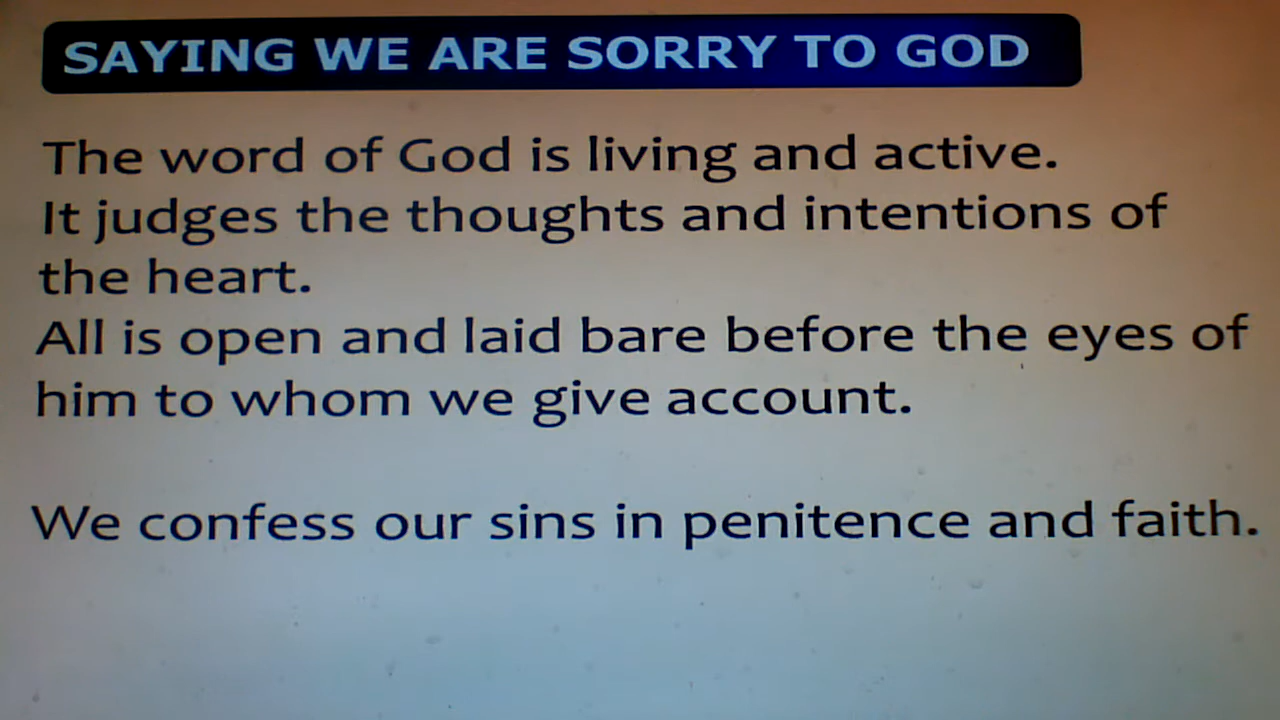 SAYING WE ARE SORRY TO GOD
The word of God is living and active.
It judges the thoughts and intentions of
the heart.
All is open and laid bare before the eyes of
him to whom we give account.
We confess our sins in penitence and faith.